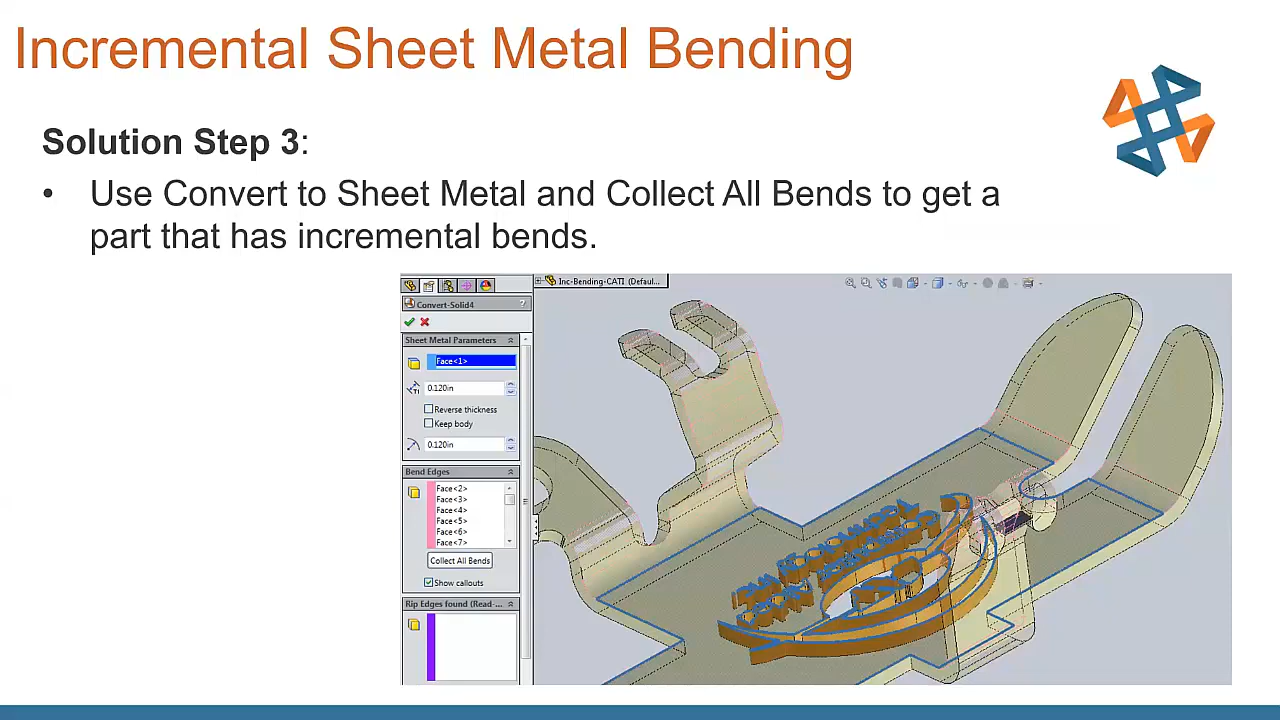 Incremental Sheet Metal Bending
Solution Step 3:
• Use Convert to Sheet Metal and Collect All Bends to get a
part that has incremental bends.
Inc-Bending-CATI (Defaul...
Convert-Solid4
?
Sheet Metal Parameters
Face<1>
0.120in
Reverse thickness
Keep body
0.120in
Bend Edges
Face<2>
Face<3>
Face<4>
Face<5>
Face<6>
Face<7>
Collect All Bends
Show callouts
Rip Edges found (Read-...